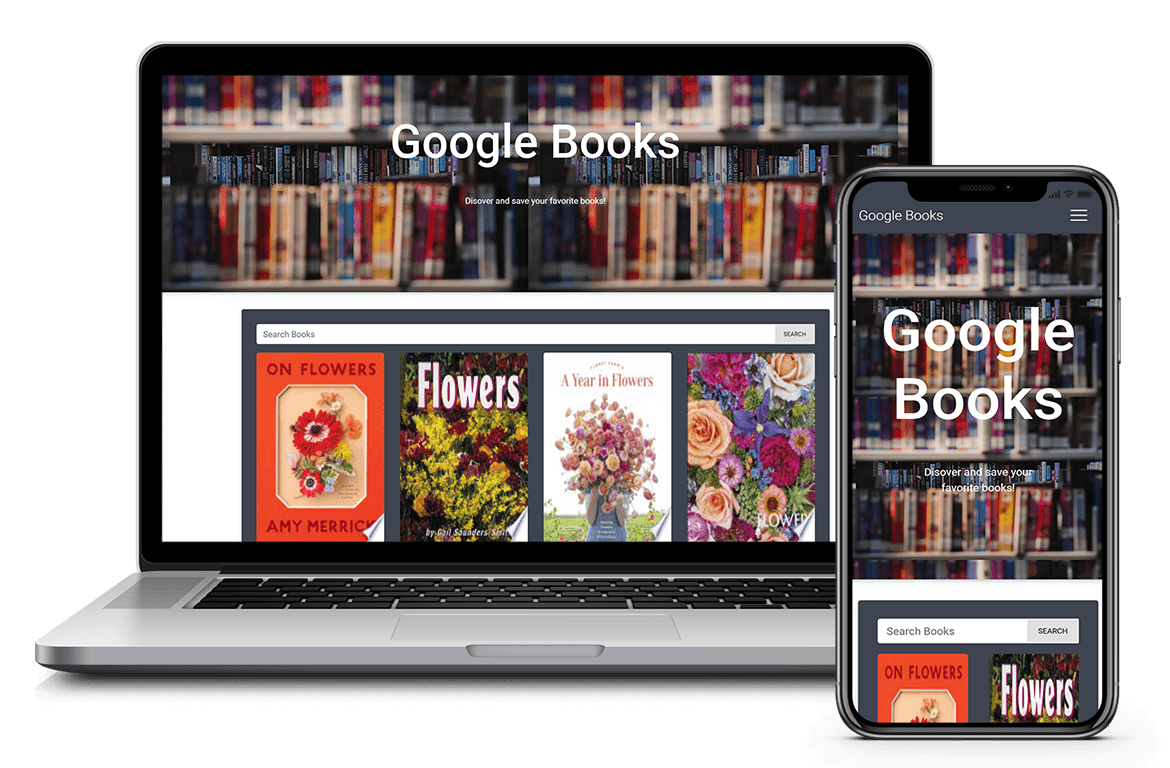 Google Books
Disover and save your favorite books!
Search Books
SEARCH
ON FLOWERS
AMY MERRICK
Flowers
by Gail Saunders-Smith
FLORET FARM'S
A Year in Flowers
FLOWER
Google Books
Google
Books
Disover and save your
favorite books!
Search Books
SEARCH
ON FLOWERS
Flowers